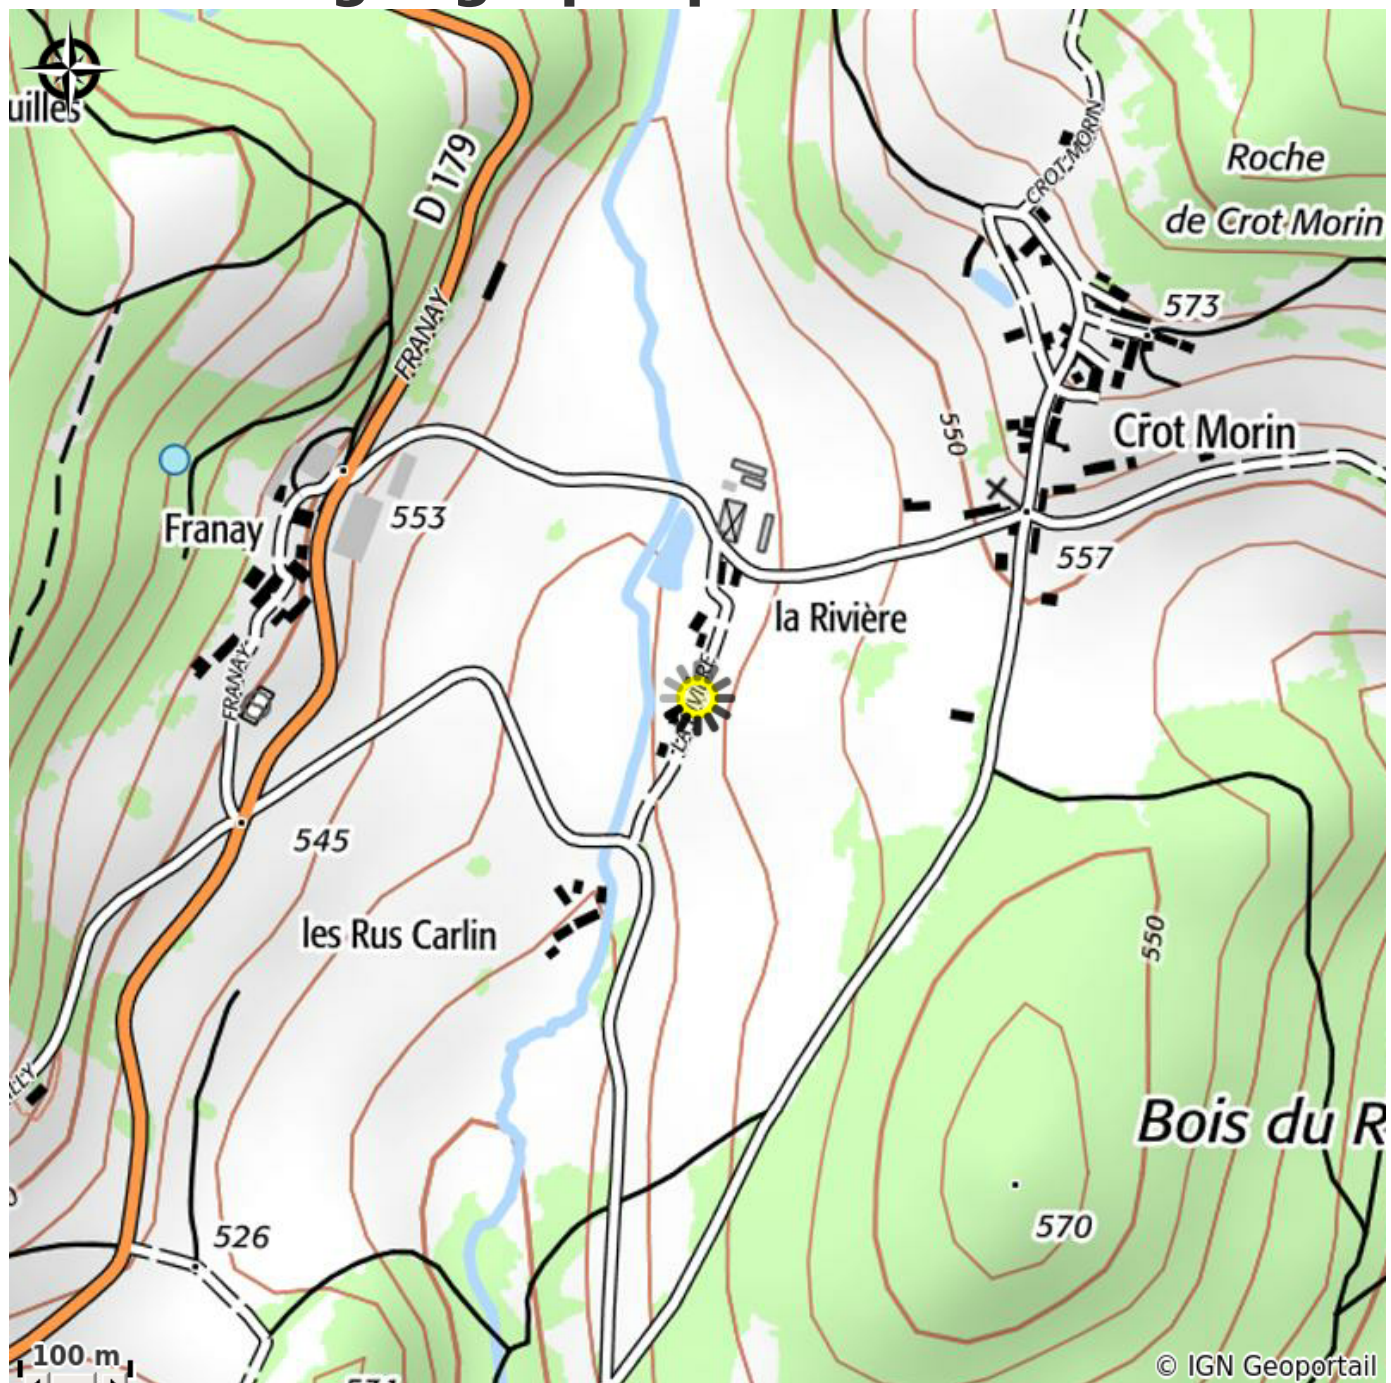 D 179
CROT-MORIN
Roche
de Crot Morin
573
FRANAY
550
Crot Morin
Franay
553
557
la Rivière
FRANAY
545
les Rus Carlin
550
Bois du R
570
526
100 m
© IGN Geoportail